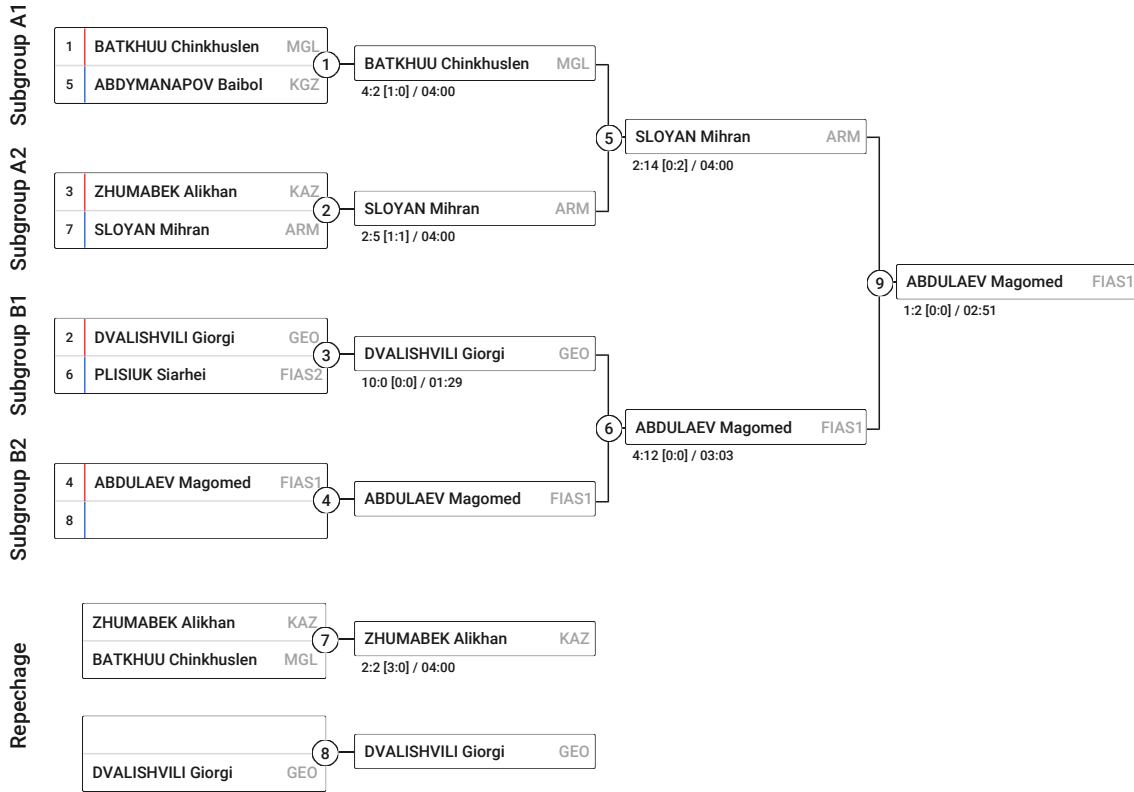 Subgroup A1
1 BATKHUU Chinkhuslen MGL
5 ABDYMANAPOV Baibol KGZ
1
BATKHUU Chinkhuslen MGL
4:2 [1:0] / 04:00
Subgroup A2
3 ZHUMABEK Alikhan KAZ
7 SLOYAN Mihran ARM
2
SLOYAN Mihran ARM
2:5 [1:1] / 04:00
5
SLOYAN Mihran ARM
2:14 [0:2] / 04:00
Subgroup B1
2 DVALISHVILI Giorgi GEO
6 PLISIUK Siarhei FIAS2
3
DVALISHVILI Giorgi GEO
10:0 [0:0] / 01:29
Subgroup B2
4 ABDULAEV Magomed FIAS1
8
4
ABDULAEV Magomed FIAS1
6
ABDULAEV Magomed FIAS1
4:12 [0:0] / 03:03
9
ABDULAEV Magomed FIAS1
1:2 [0:0] / 02:51
Repechage
ZHUMABEK Alikhan KAZ
BATKHUU Chinkhuslen MGL
7
ZHUMABEK Alikhan KAZ
2:2 [3:0] / 04:00
DVALISHVILI Giorgi GEO
8
DVALISHVILI Giorgi GEO